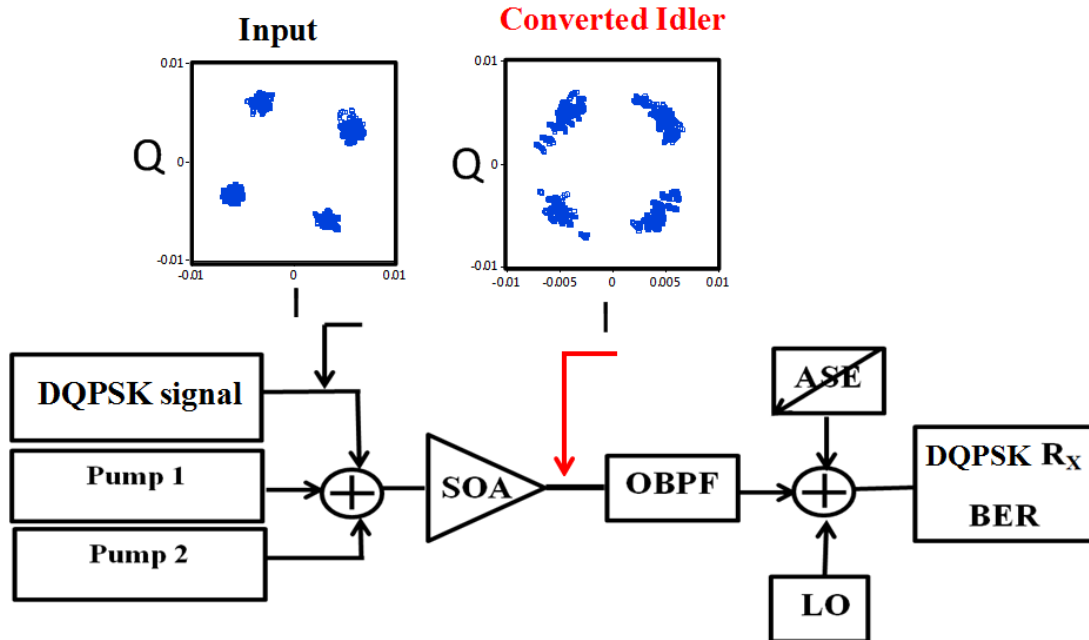 Input
Converted Idler
0.01
0.01
Q
0
Q
0
-0.01
-0.01
-0.01
0
0.01
-0.01
-0.005
0
0.005
0.01
I
I
DQPSK signal
ASE
Pump 1
SOA
OBPF
DQPSK RX
BER
Pump 2
LO